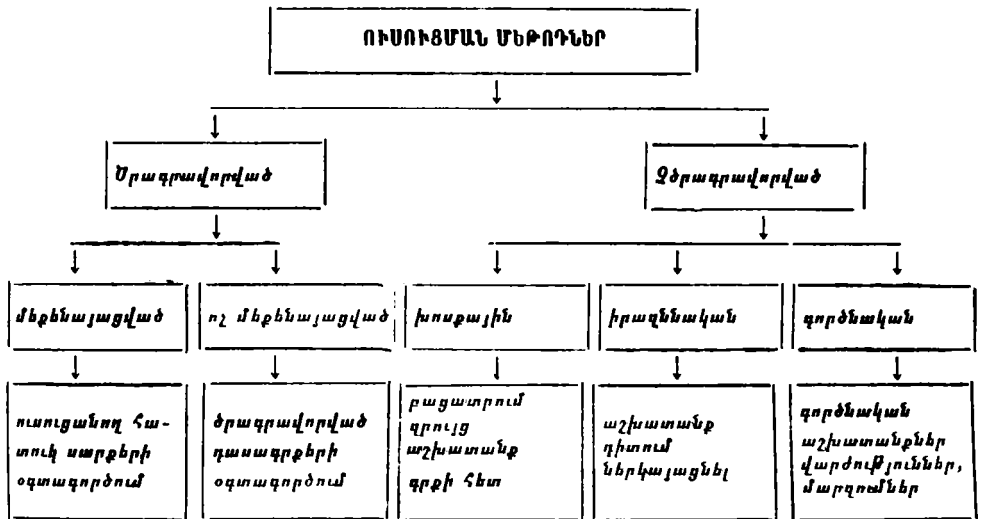 ՈՒՍՈՒՑՄԱՆ ՄԵԹՈԴՆԵՐ
Ծրագրավորված
Չծրագրավորված
մեքենայացված
ոչ մեքենայացված
խոսքային
իրազննական
գործնական
ուսուցանող հա-
տուկ սարքերի
օգտագործում
ծրագրավորված
դասագրքերի
օգտագործում
բացատրում
զրույց
աշխատանք
գրքի հետ
աշխատանք
դիտում
ներկայացնել
գործնական
աշխատանքներ
վարժություններ,
մարզումներ